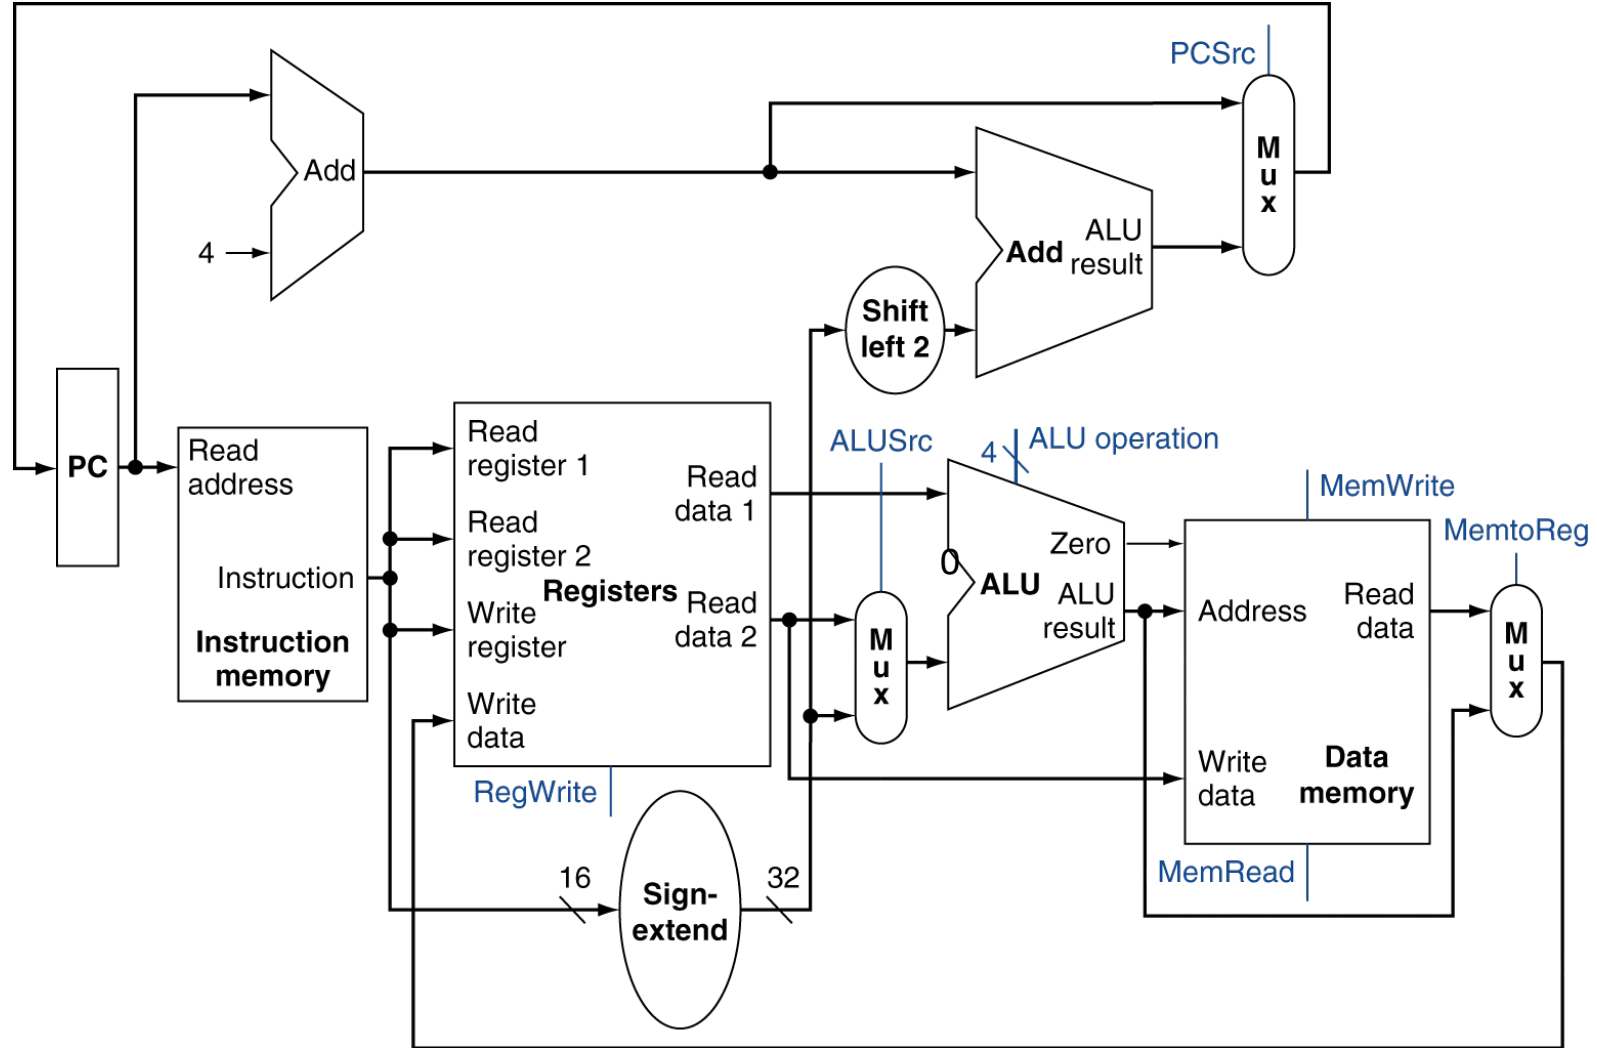 PCSrc
Add
4
M
u
x
ALU
Add result
Shift
left 2
PC
Read
address
Instruction
Instruction
memory
Read
register 1
Read
register 2
Write
register
Write
data
Registers
Read
data 1
Read
data 2
RegWrite
ALUSrc
M
u
x
4
ALU operation
0
Zero
ALU
ALU
result
MemWrite
Address
Read
data
Write
data
Data
memory
MemRead
MemtoReg
M
u
x
16
Sign-
extend
32